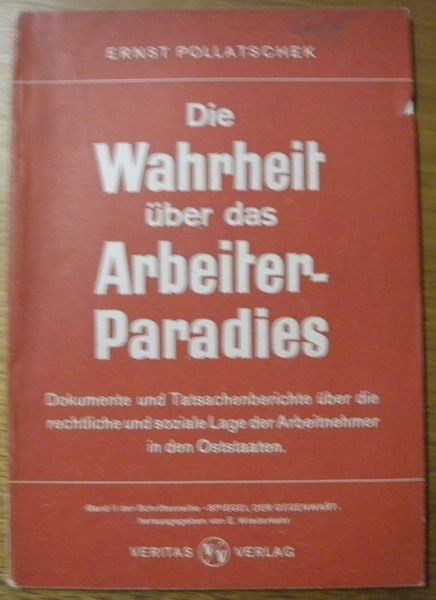 ERNST POLLATSCHEK
Die
Wahrheit
über das
Arbeiter-
Paradies
Dokumente und Tatsachenberichte über die
rechtliche und soziale Lage der Arbeitnehmer
in den Oststaaten.
Band I der Schriftenreihe «SPIEGEL DER GEGENWART»
herausgegeben von E. Wiederkehr
VERITAS VV VERLAG